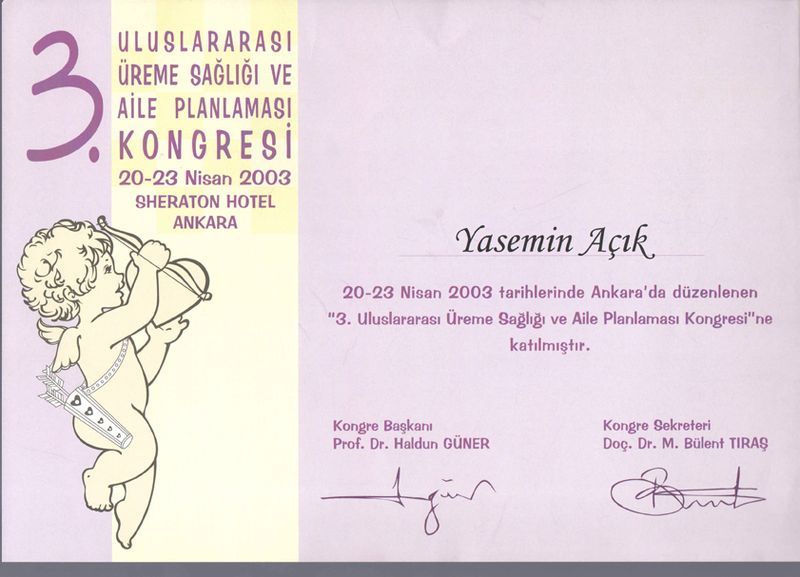 3. ULUSLARARASI
ÜREME SAĞLIĞI VE
AİLE PLANLAMASI
KONGRESİ
20-23 Nisan 2003
SHERATON HOTEL
ANKARA
Yasemin Açık
20-23 Nisan 2003 tarihlerinde Ankara'da düzenlenen
"3. Uluslararası Üreme Sağlığı ve Aile Planlaması Kongresi"ne
katılmıştır.
Kongre Başkanı
Prof. Dr. Haldun GÜNER
Kongre Sekreteri
Doç. Dr. M. Bülent TIRAŞ